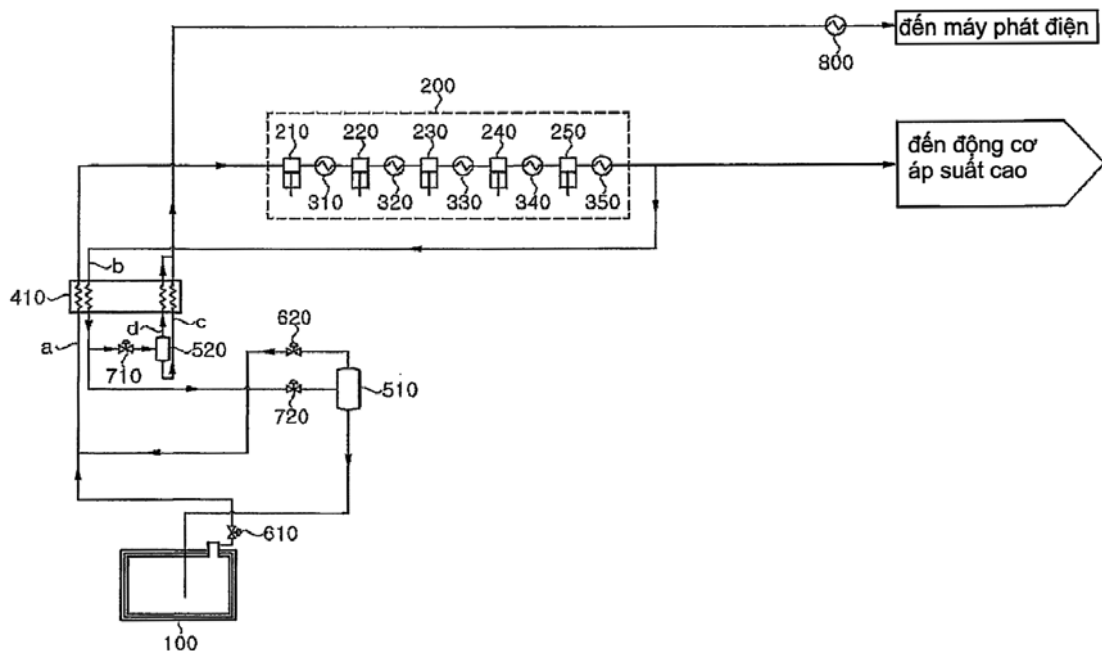 đến máy phát điện
800
200
210 220 230 240 250
310 320 330 340 350
đến động cơ
áp suất cao
b
410
d c
a
620
520
710
510
720
610
100